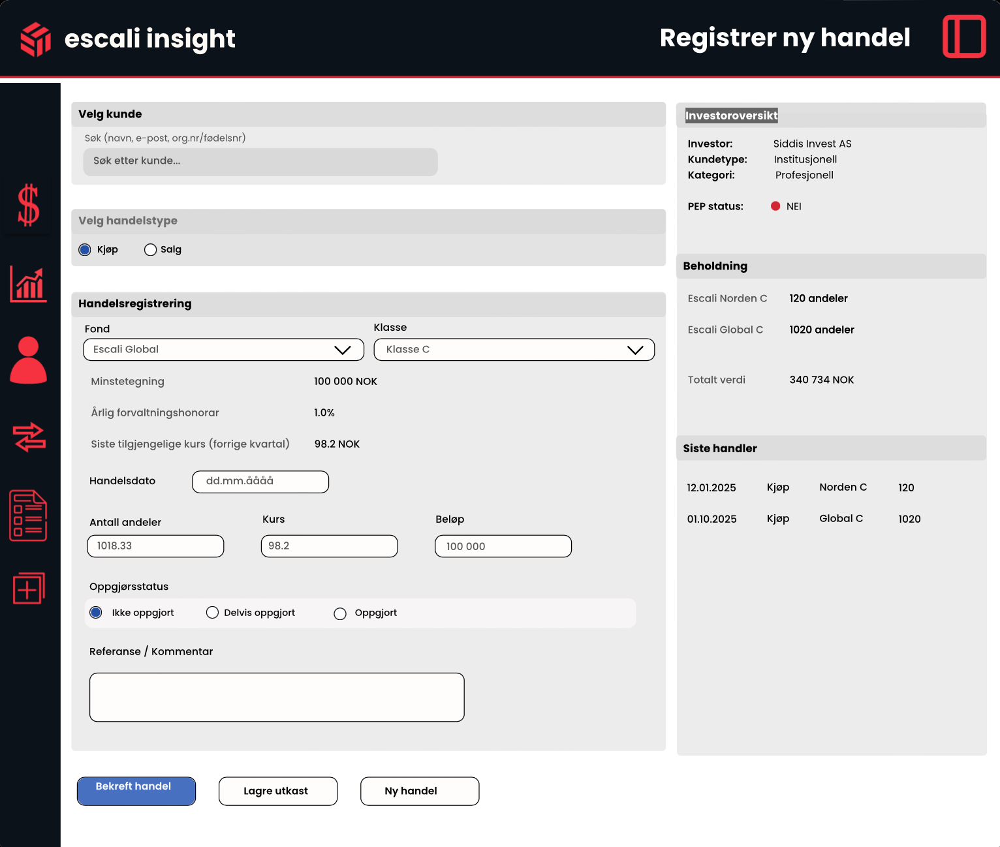 escali insight
Registrer ny handel
Velg kunde
Søk (navn, e-post, org.nr/fødelsnr)
Søk etter kunde...
Velg handelstype
Kjøp
Salg
Handelsregistrering
Fond
Klasse
Escali Global
Klasse C
Minstetegning
100 000 NOK
Årlig forvaltningshonorar
1.0%
Siste tilgjengelige kurs (forrige kvartal)
98.2 NOK
Handelsdato
dd.mm.åååå
Antall andeler
Kurs
Beløp
1018.33
98.2
100 000
Oppgjørsstatus
Ikke oppgjort
Delvis oppgjort
Oppgjort
Referanse / Kommentar
Bekreft handel
Lagre utkast
Ny handel
Investoroversikt
Investor: Siddis Invest AS
Kundetype: Institusjonell
Kategori: Profesjonell
PEP status: NEI
Beholdning
Escali Norden C 120 andeler
Escali Global C 1020 andeler
Totalt verdi 340 734 NOK
Siste handler
12.01.2025 Kjøp Norden C 120
01.10.2025 Kjøp Global C 1020